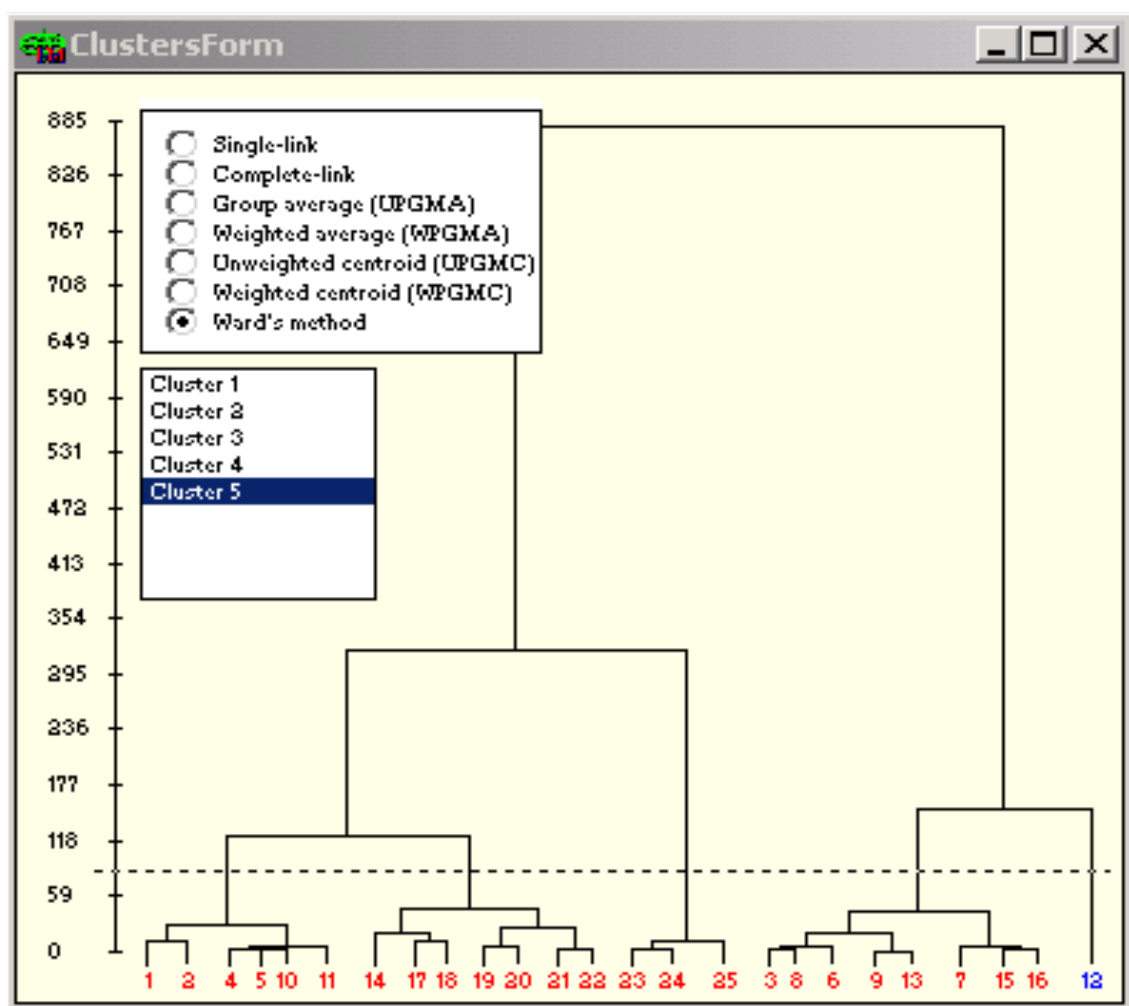 ClustersForm
885
826
767
708
649
590
531
472
413
354
295
236
177
118
59
0
Single-link
Complete-link
Group average (UPGMA)
Weighted average (WPGMA)
Unweighted centroid (UPGMC)
Weighted centroid (WPGMC)
Ward's method
Cluster 1
Cluster 2
Cluster 3
Cluster 4
Cluster 5
1 2 4 5 10 11 14 17 18 19 20 21 22 23 24 25 3 8 6 9 13 7 15 16 12